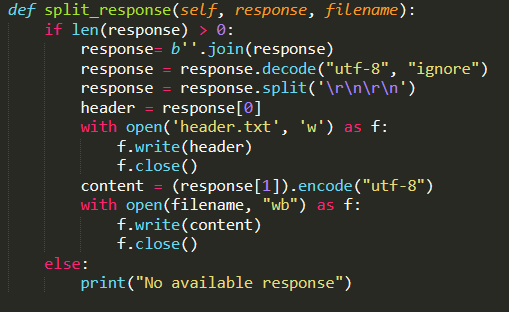 def split_response(self, response, filename):
    if len(response) > 0:
        response= b''.join(response)
        response = response.decode("utf-8", "ignore")
        response = response.split('\r\n\r\n')
        header = response[0]
        with open('header.txt', 'w') as f:
            f.write(header)
            f.close()
        content = (response[1]).encode("utf-8")
        with open(filename, "wb") as f:
            f.write(content)
            f.close()
    else:
        print("No available response")